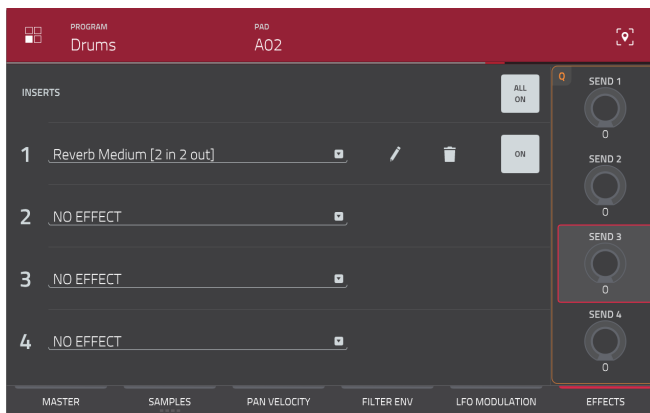 PROGRAM
Drums
PAD
A02
INSERTS
ALL
ON
1 Reverb Medium [2 in 2 out]
ON
2 NO EFFECT
3 NO EFFECT
4 NO EFFECT
Q
SEND 1
0
SEND 2
0
SEND 3
0
SEND 4
0
MASTER SAMPLES PAN VELOCITY FILTER ENV LFO MODULATION EFFECTS